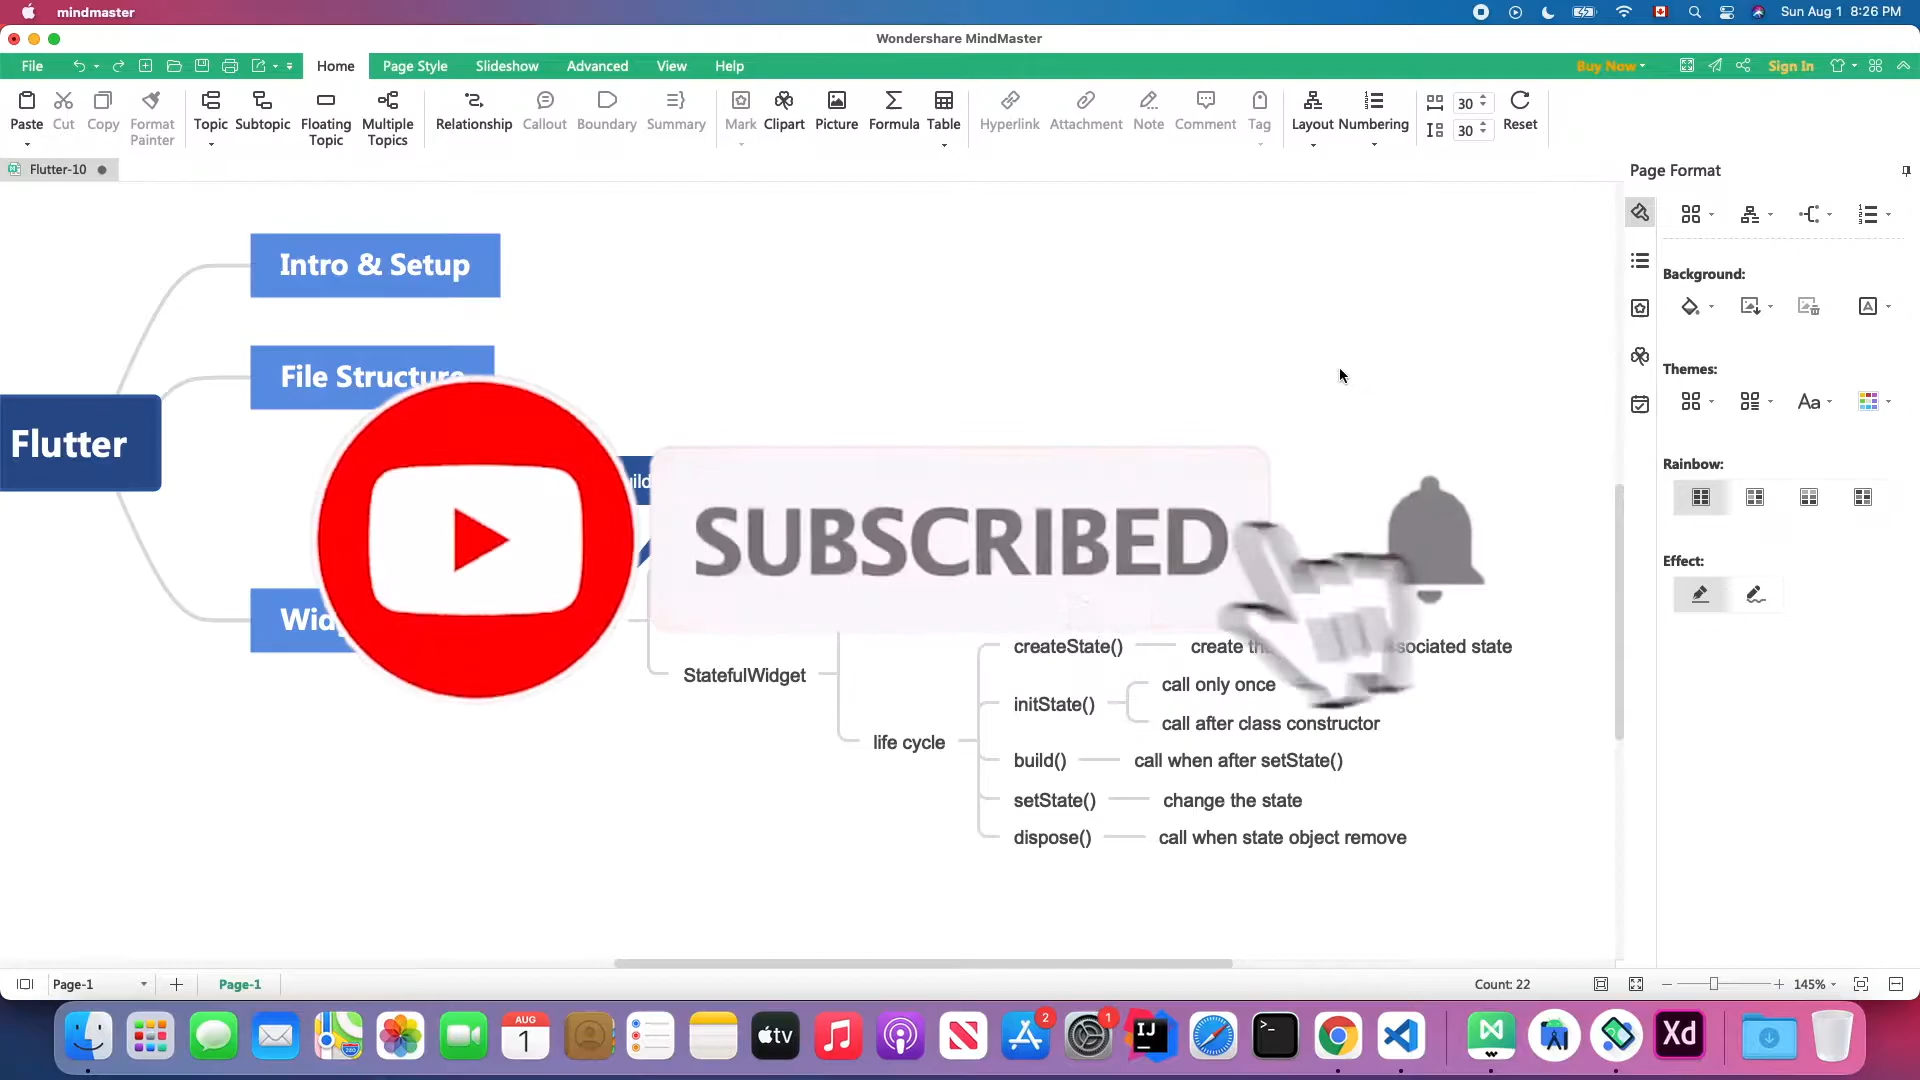 mindmaster
Sun Aug 1 8:26 PM
Wondershare MindMaster
File Home Page Style Slideshow Advanced View Help Buy Now Sign In
Paste Cut Copy Format Painter Topic Subtopic Floating Topic Multiple Topics Relationship Callout Boundary Summary Mark Clipart Picture Formula Table Hyperlink Attachment Note Comment Tag Layout Numbering 30 30 Reset
Flutter-10
Page Format
Intro & Setup
Background:
File Structure
Themes:
Aa
Flutter
Rainbow:
SUBSCRIBED
Effect:
createState()
sociated state
StatefulWidget
call only once
initState()
call after class constructor
life cycle
build()
call when after setState()
setState()
change the state
dispose()
call when state object remove
Page-1
Page-1
Count: 22
145%
AUG
1
tv
2
1
IJ
Xd